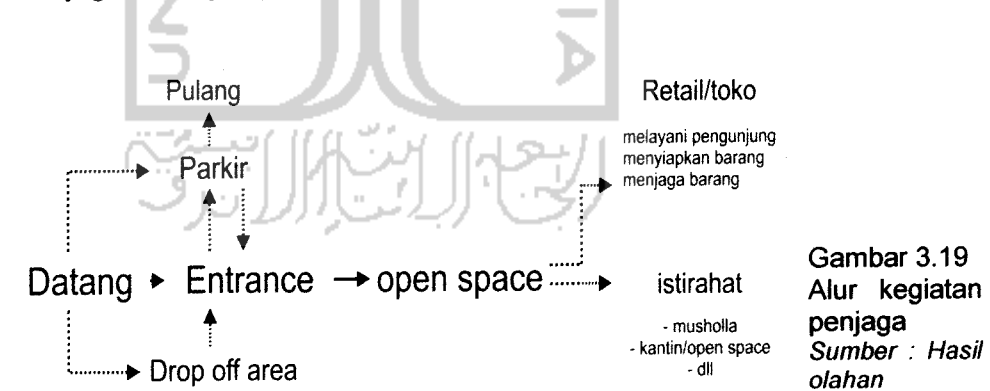 Pulang
Retail/toko
melayani pengunjung
menyiapkan barang
menjaga barang
Parkir
Datang
Entrance
open space
istirahat
- musholla
- kantin/open space
- dll
Drop off area
Gambar 3.19
Alur kegiatan
penjaga
Sumber : Hasil
olahan